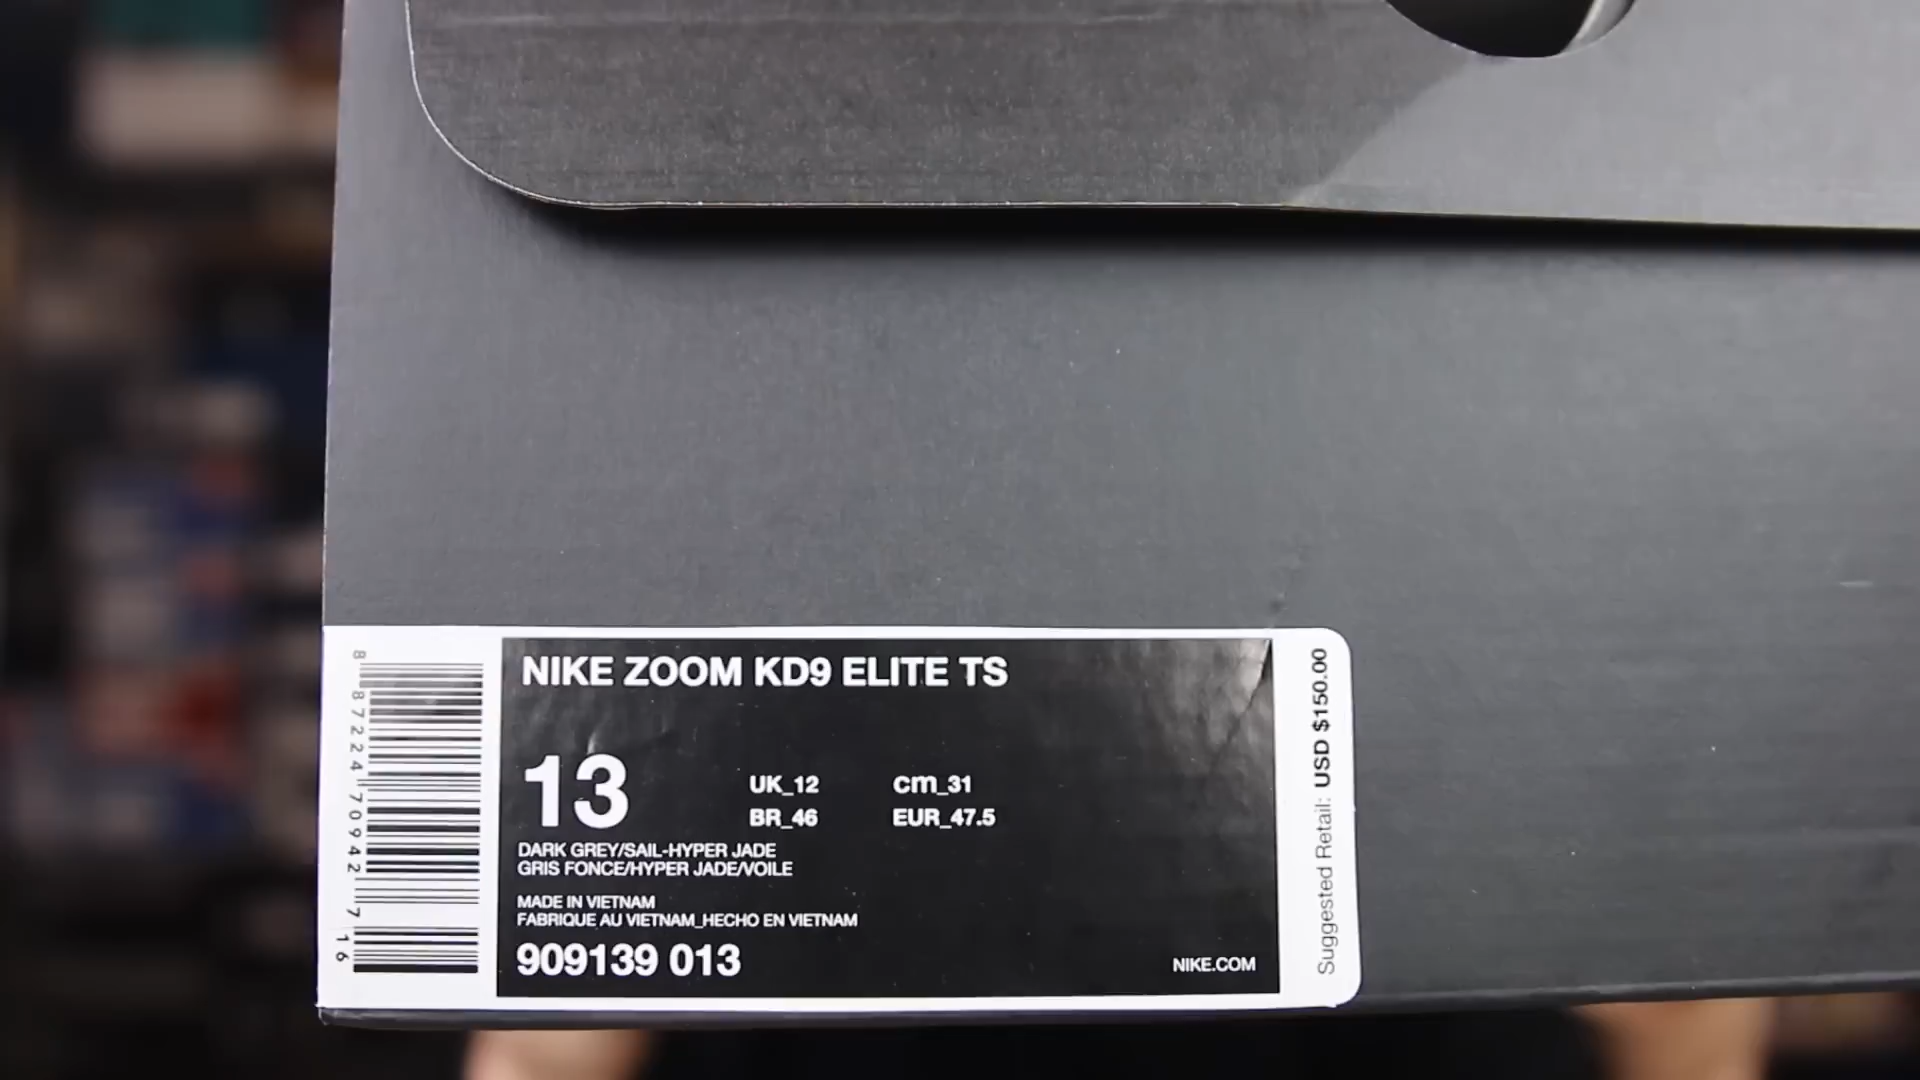 NIKE ZOOM KD9 ELITE TS
13
UK_12 cm_31
BR_46 EUR_47.5
DARK GREY/SAIL-HYPER JADE
GRIS FONCE/HYPER JADE/VOILE
MADE IN VIETNAM
FABRIQUE AU VIETNAM_HECHO EN VIETNAM
909139 013
NIKE.COM
Suggested Retail: USD $150.00
8 87224 70942 7
16